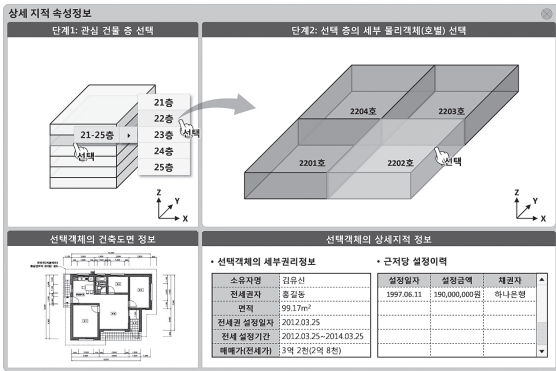 상세 지적 속성정보
단계1: 관심 건물 층 선택
단계2: 선택 층의 세부 물리객체(호별) 선택
21-25층
선택
21층
22층
23층
24층
25층
선택
Z
Y
X
2204호
2203호
2201호
2202호
선택
Z
Y
X
선택객체의 건축도면 정보
선택객체의 상세지적 정보
• 선택객체의 세부권리정보
소유자명 김유신
전세권자 홍길동
면적 99.17m²
전세권 설정일자 2012.03.25
전세 설정기간 2012.03.25~2014.03.25
매매가(전세가) 3억 2천(2억 8천)
• 근저당 설정이력
설정일자 설정금액 채권자
1997.06.11 190,000,000원 하나은행